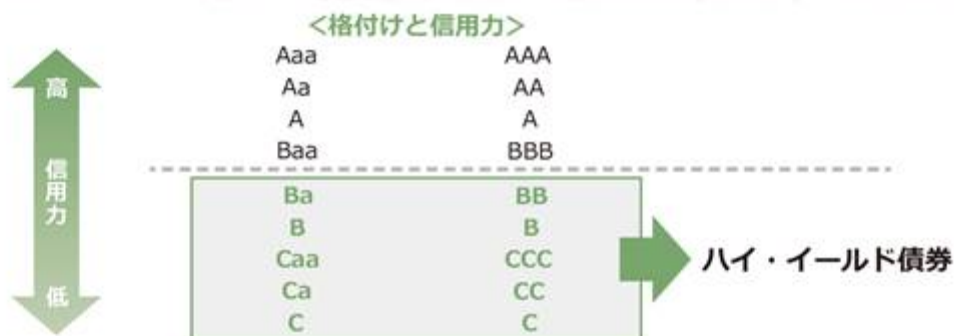 ＜格付けと信用力＞
高
信用力
低
Aaa AAA
Aa AA
A A
Baa BBB
Ba BB
B B
Caa CCC
Ca CC
C C
ハイ・イールド債券